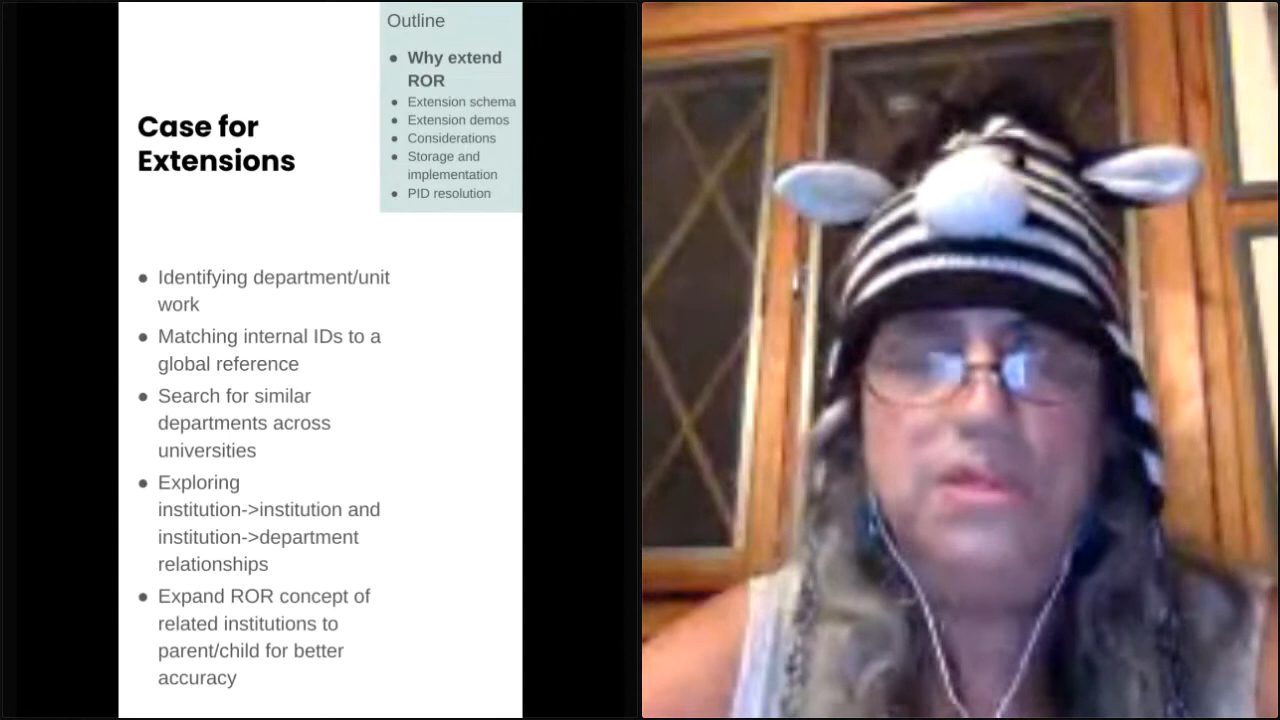 Outline
● Why extend
ROR
● Extension schema
● Extension demos
● Considerations
● Storage and
implementation
● PID resolution
Case for
Extensions
● Identifying department/unit
work
● Matching internal IDs to a
global reference
● Search for similar
departments across
universities
● Exploring
institution->institution and
institution->department
relationships
● Expand ROR concept of
related institutions to
parent/child for better
accuracy